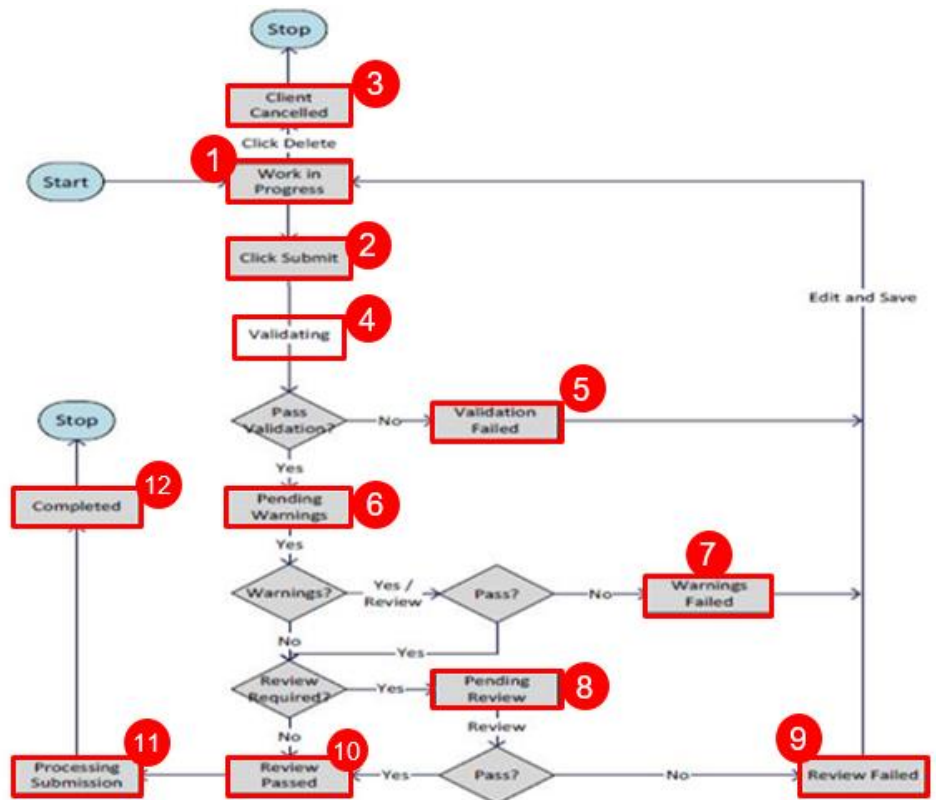 Stop
3
Client
Cancelled
Click Delete
1
Start
Work in
Progress
2
Click Submit
Edit and Save
4
Validating
5
Stop
Pass
Validation?
No
Validation
Failed
Yes
12
Completed
Pending
Warnings
6
Yes
7
Warnings?
Yes /
Review
Pass?
No
Warnings
Failed
No
Yes
Review
Required?
Yes
Pending
Review
8
No
Review
11
10
9
Processing
Submission
Review
Passed
Yes
Pass?
No
Review Failed